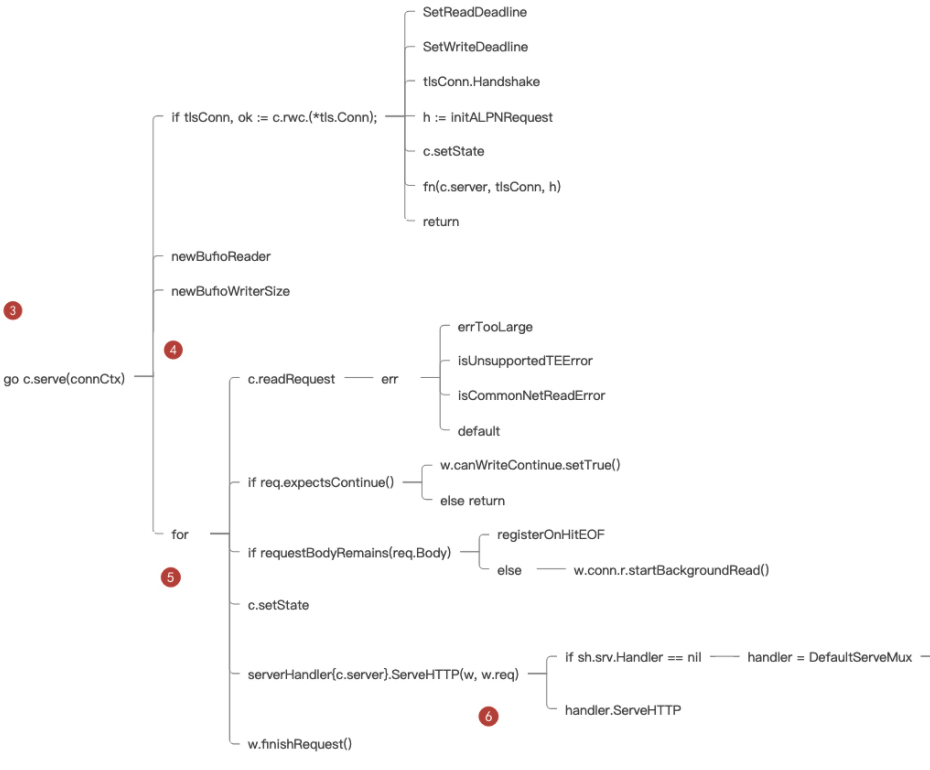 SetReadDeadline
SetWriteDeadline
tlsConn.Handshake
if tlsConn, ok := c.rwc.(*tls.Conn);
h := initALPNRequest
c.setState
fn(c.server, tlsConn, h)
return
newBufioReader
newBufioWriterSize
3
4
go c.serve(connCtx)
errTooLarge
isUnsupportedTEError
c.readRequest
err
isCommonNetReadError
default
w.canWriteContinue.setTrue()
if req.expectsContinue()
else return
for
registerOnHitEOF
if requestBodyRemains(req.Body)
else
w.conn.r.startBackgroundRead()
5
c.setState
if sh.srv.Handler == nil
handler = DefaultServeMux
serverHandler{c.server}.ServeHTTP(w, w.req)
handler.ServeHTTP
6
w.finishRequest()